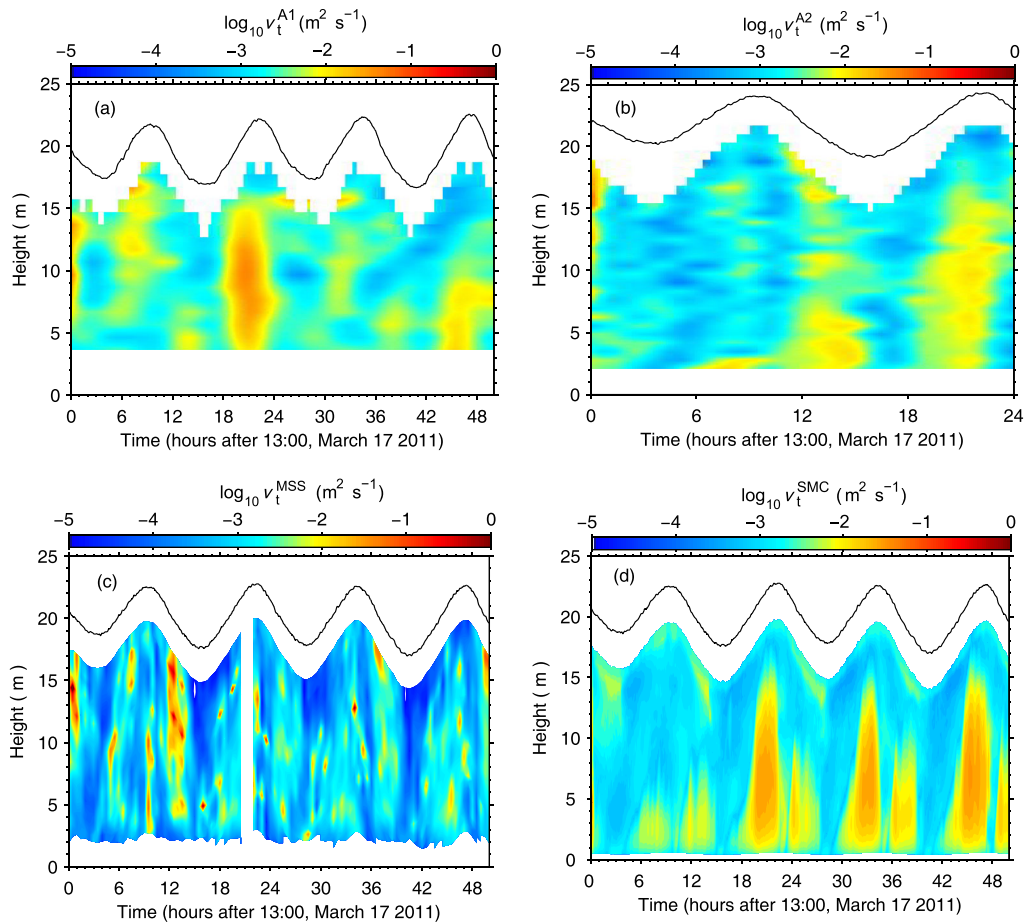 log₁₀ vₜᴬ¹ (m² s⁻¹)
−5 −4 −3 −2 −1 0
(a)
25
20
15
10
5
0
Height ( m )
0 6 12 18 24 30 36 42 48
Time (hours after 13:00, March 17 2011)
log₁₀ vₜᴬ² (m² s⁻¹)
−5 −4 −3 −2 −1 0
(b)
25
20
15
10
5
0
Height ( m )
0 6 12 18 24
Time (hours after 13:00, March 17 2011)
log₁₀ vₜ^MSS (m² s⁻¹)
−5 −4 −3 −2 −1 0
(c)
25
20
15
10
5
0
Height ( m )
0 6 12 18 24 30 36 42 48
Time (hours after 13:00, March 17 2011)
log₁₀ vₜ^SMC (m² s⁻¹)
−5 −4 −3 −2 −1 0
(d)
25
20
15
10
5
0
Height ( m )
0 6 12 18 24 30 36 42 48
Time (hours after 13:00, March 17 2011)